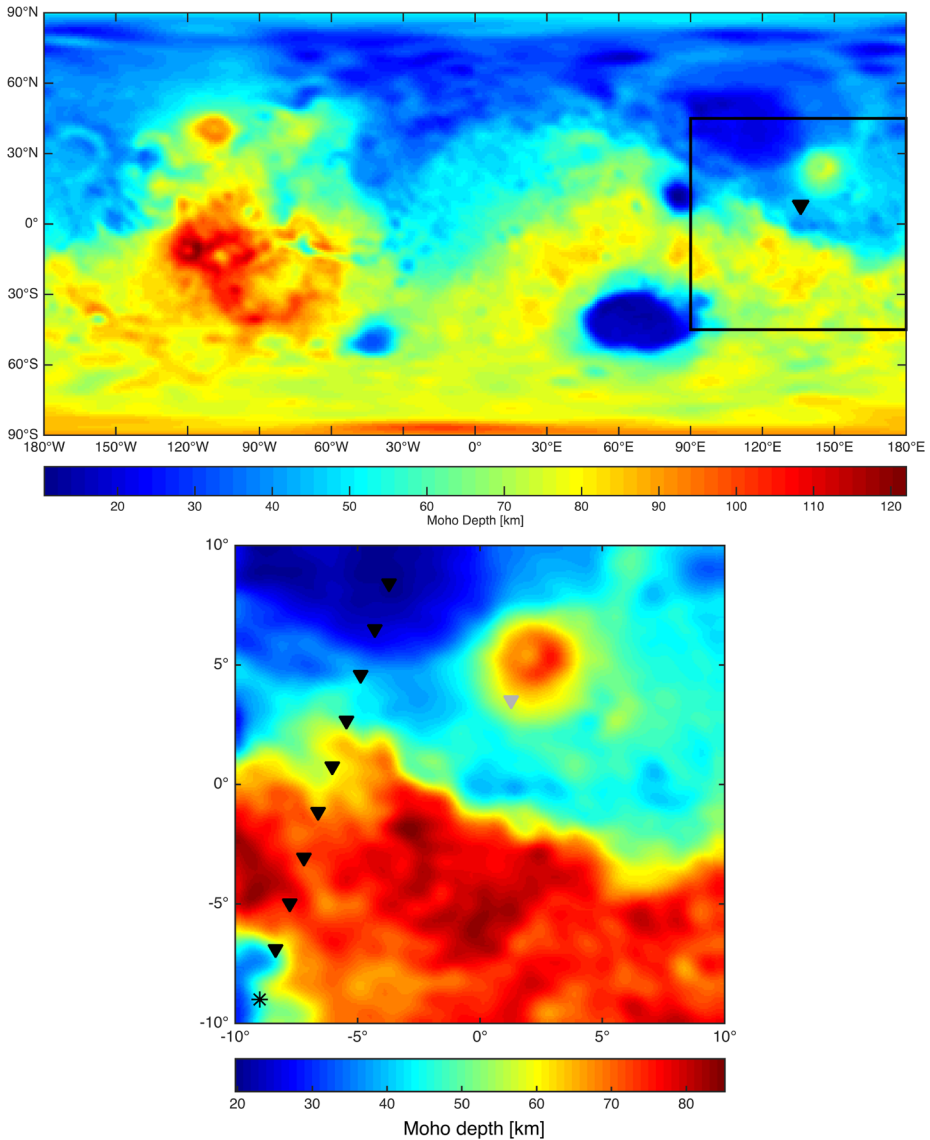 90°N
60°N
30°N
0°
30°S
60°S
90°S
180°W 150°W 120°W 90°W 60°W 30°W 0° 30°E 60°E 90°E 120°E 150°E 180°E
20 30 40 50 60 70 80 90 100 110 120
Moho Depth [km]
10°
5°
0°
-5°
-10°
-10° -5° 0° 5° 10°
20 30 40 50 60 70 80
Moho depth [km]